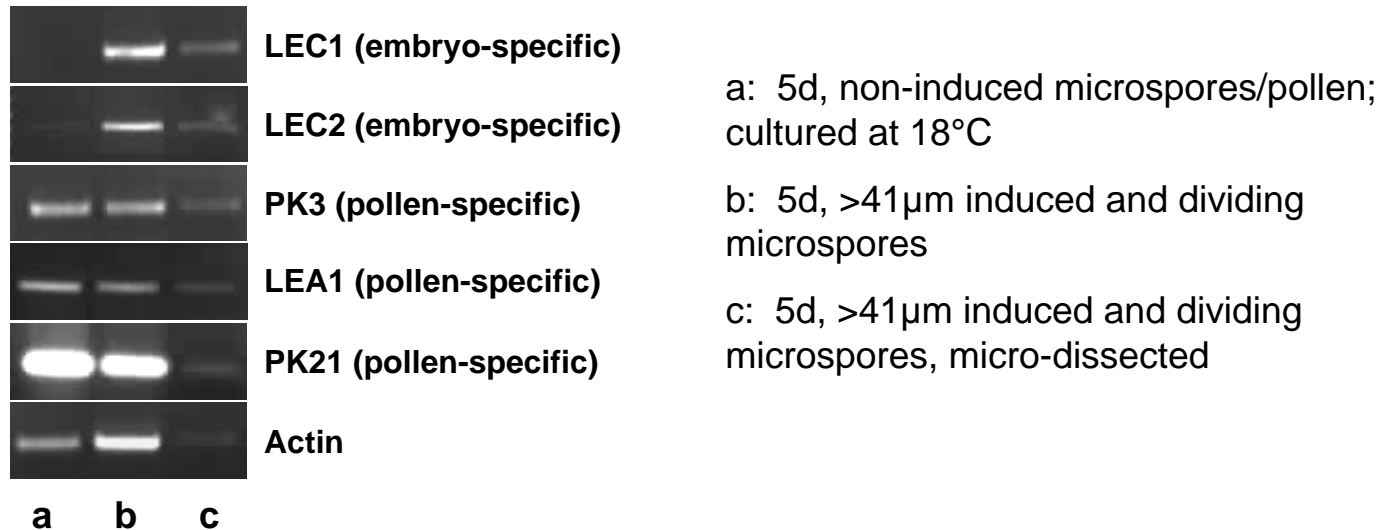 LEC1 (embryo-specific)
LEC2 (embryo-specific)
PK3 (pollen-specific)
LEA1 (pollen-specific)
PK21 (pollen-specific)
Actin
a b c
a: 5d, non-induced microspores/pollen;
cultured at 18°C
b: 5d, >41µm induced and dividing
microspores
c: 5d, >41µm induced and dividing
microspores, micro-dissected